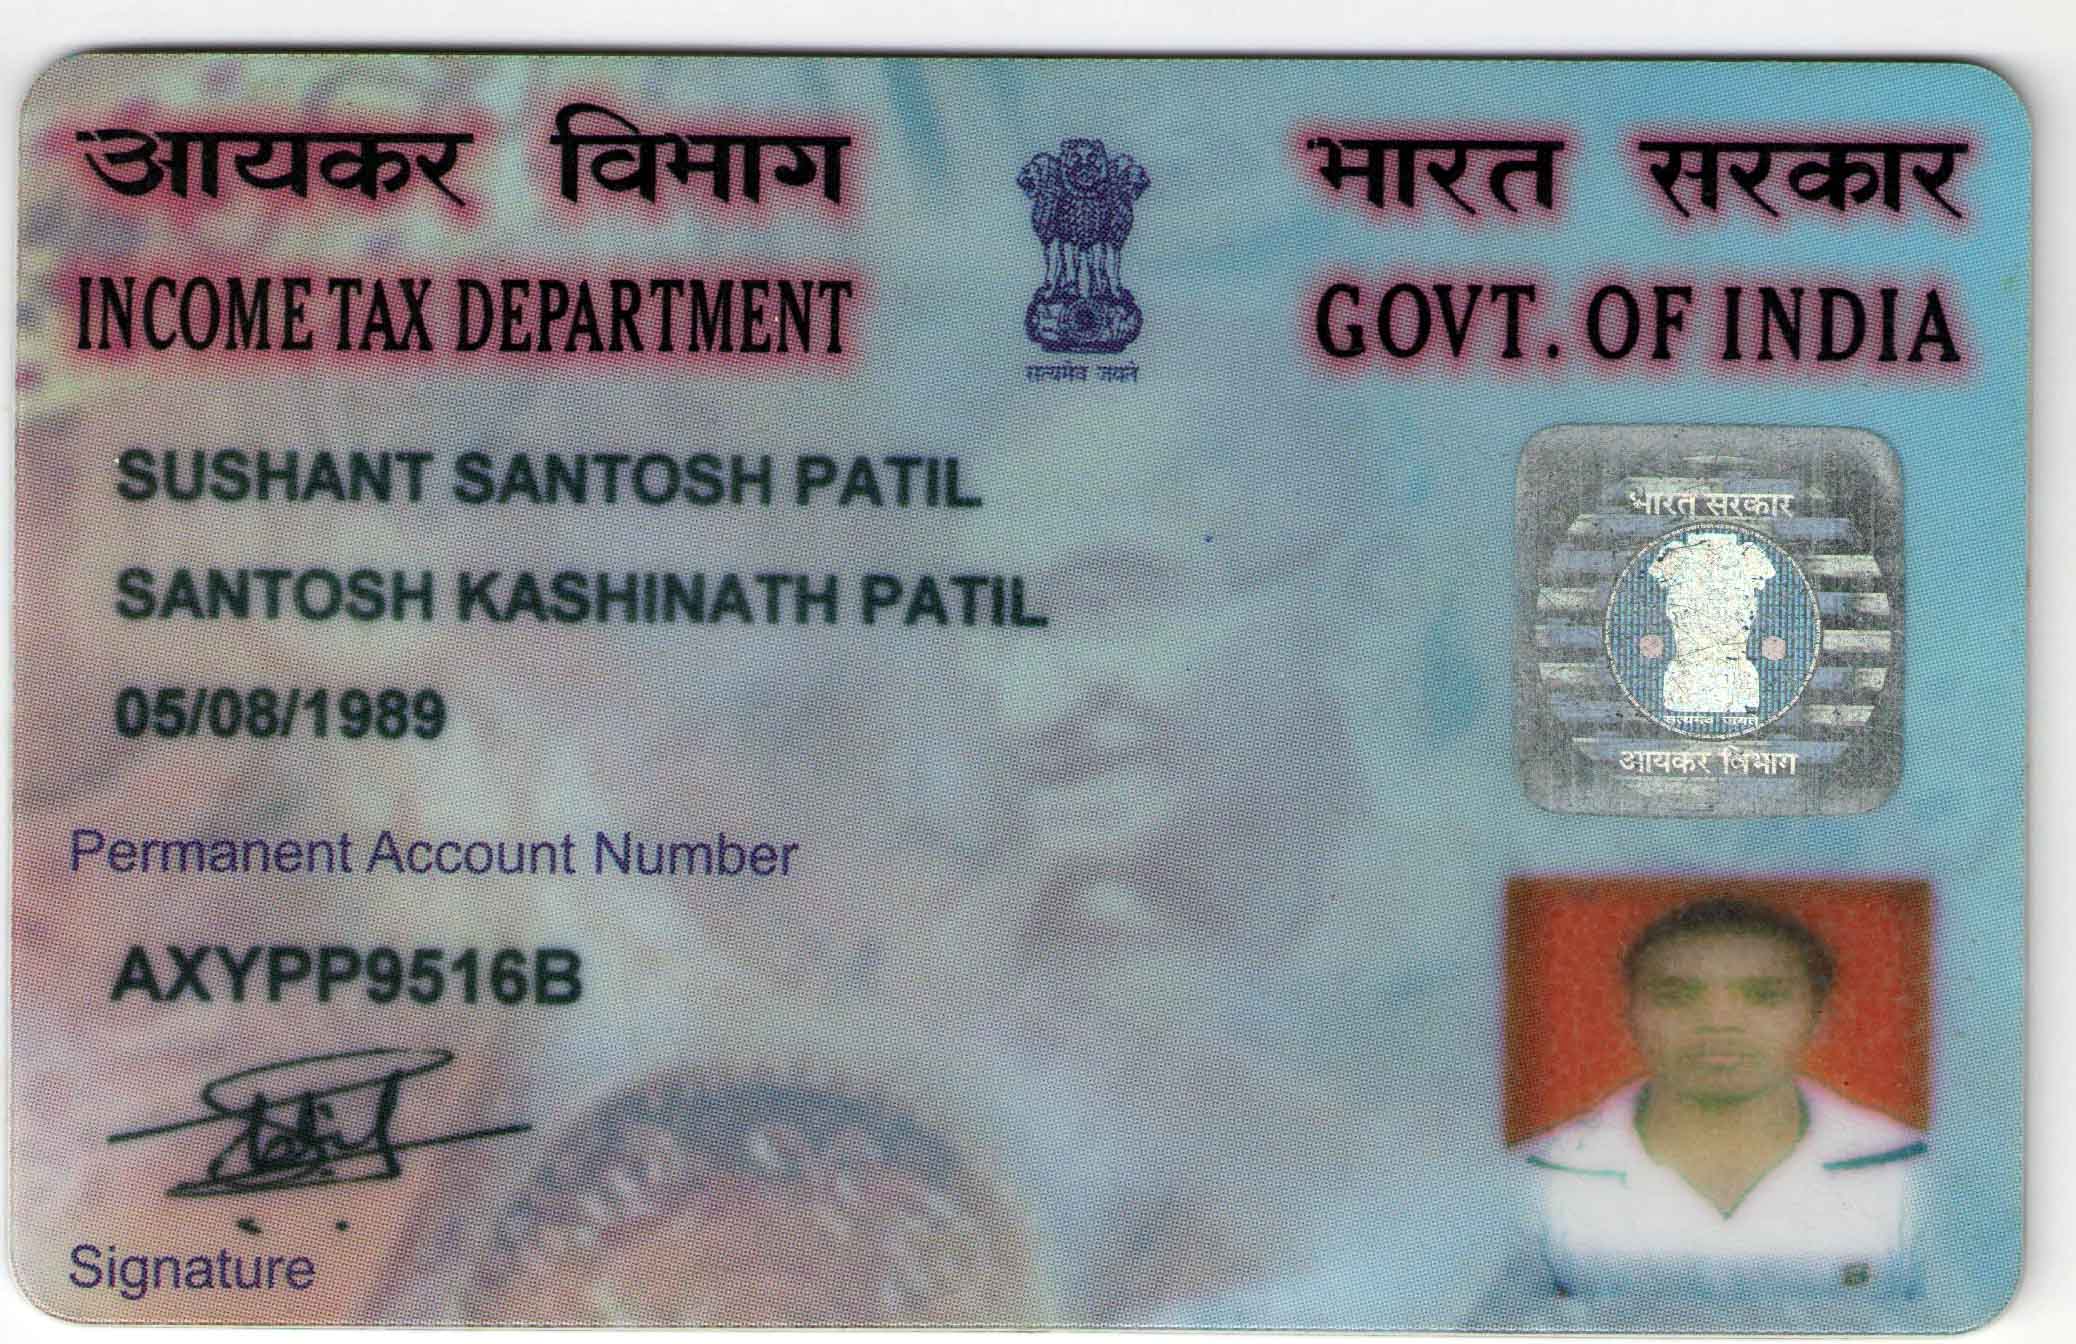 आयकर विभाग
INCOME TAX DEPARTMENT
सत्यमेव जयते
भारत सरकार
GOVT. OF INDIA
SUSHANT SANTOSH PATIL
SANTOSH KASHINATH PATIL
05/08/1989
Permanent Account Number
AXYPP9516B
Signature
भारत सरकार
सत्यमेव जयते
आयकर विभाग